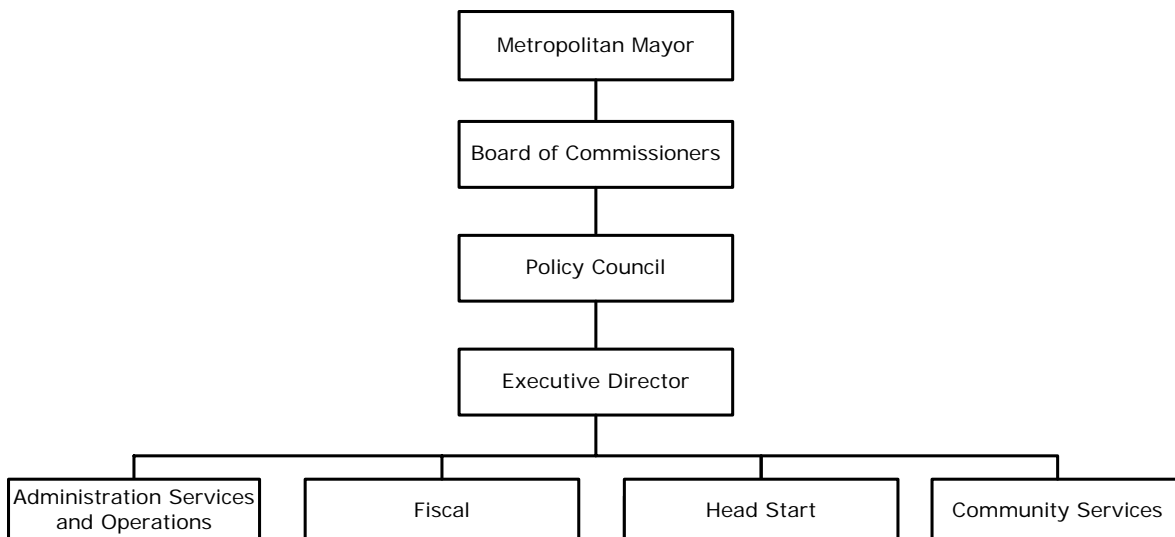 Metropolitan Mayor
Board of Commissioners
Policy Council
Executive Director
Administration Services
and Operations
Fiscal
Head Start
Community Services